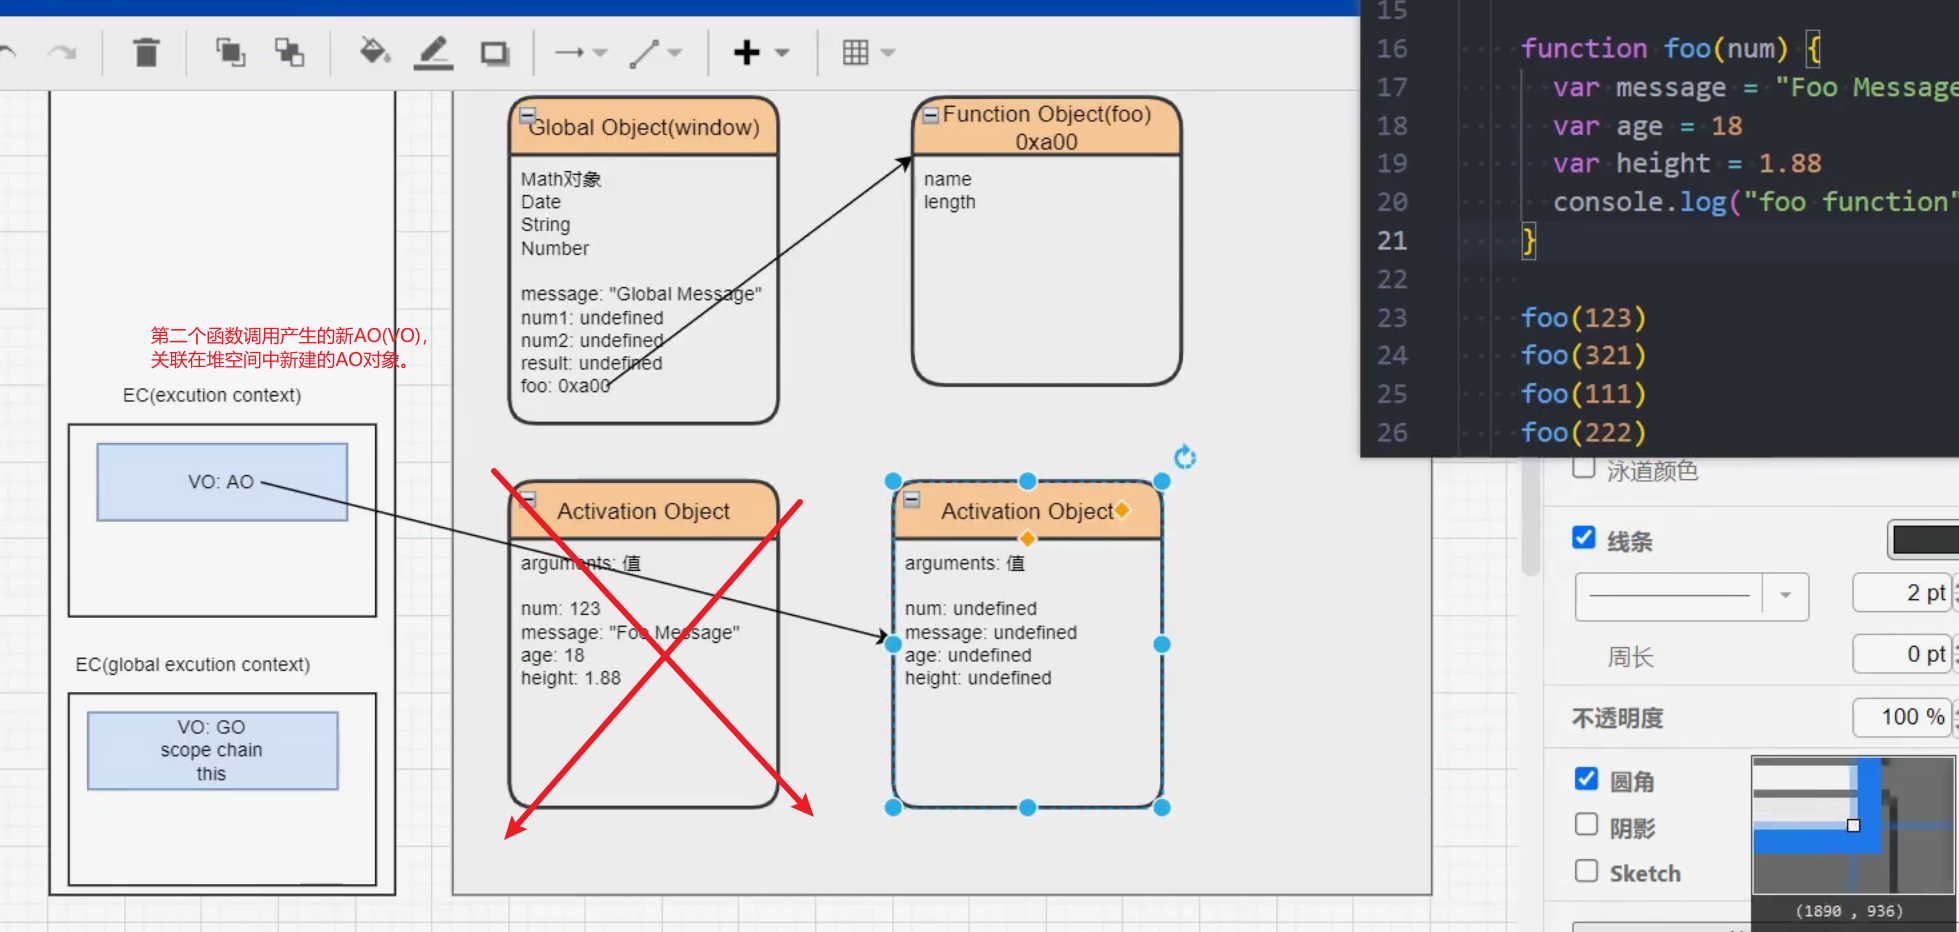 Global Object(window)
Math对象
Date
String
Number
message: "Global Message"
num1: undefined
num2: undefined
result: undefined
foo: 0xa00
Function Object(foo)
0xa00
name
length
15
16 function foo(num) {
17 var message = "Foo Message
18 var age = 18
19 var height = 1.88
20 console.log("foo function"
21 }
22
23 foo(123)
24 foo(321)
25 foo(111)
26 foo(222)
第二个函数调用产生的新AO(VO),
关联在堆空间中新建的AO对象。
EC(excution context)
VO: AO
EC(global excution context)
VO: GO
scope chain
this
Activation Object
arguments: 值
num: 123
message: "Foo Message"
age: 18
height: 1.88
Activation Object
arguments: 值
num: undefined
message: undefined
age: undefined
height: undefined
泳道颜色
线条
2 pt
周长
0 pt
不透明度
100 %
圆角
阴影
Sketch
(1890 , 936)